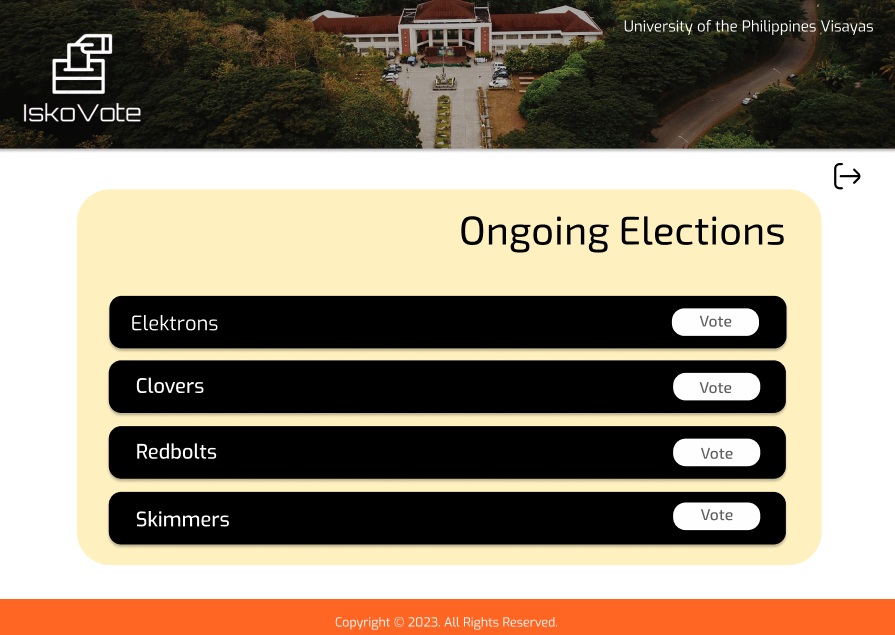 University of the Philippines Visayas
IskoVote
Ongoing Elections
Elektrons
Vote
Clovers
Vote
Redbolts
Vote
Skimmers
Vote
Copyright © 2023. All Rights Reserved.